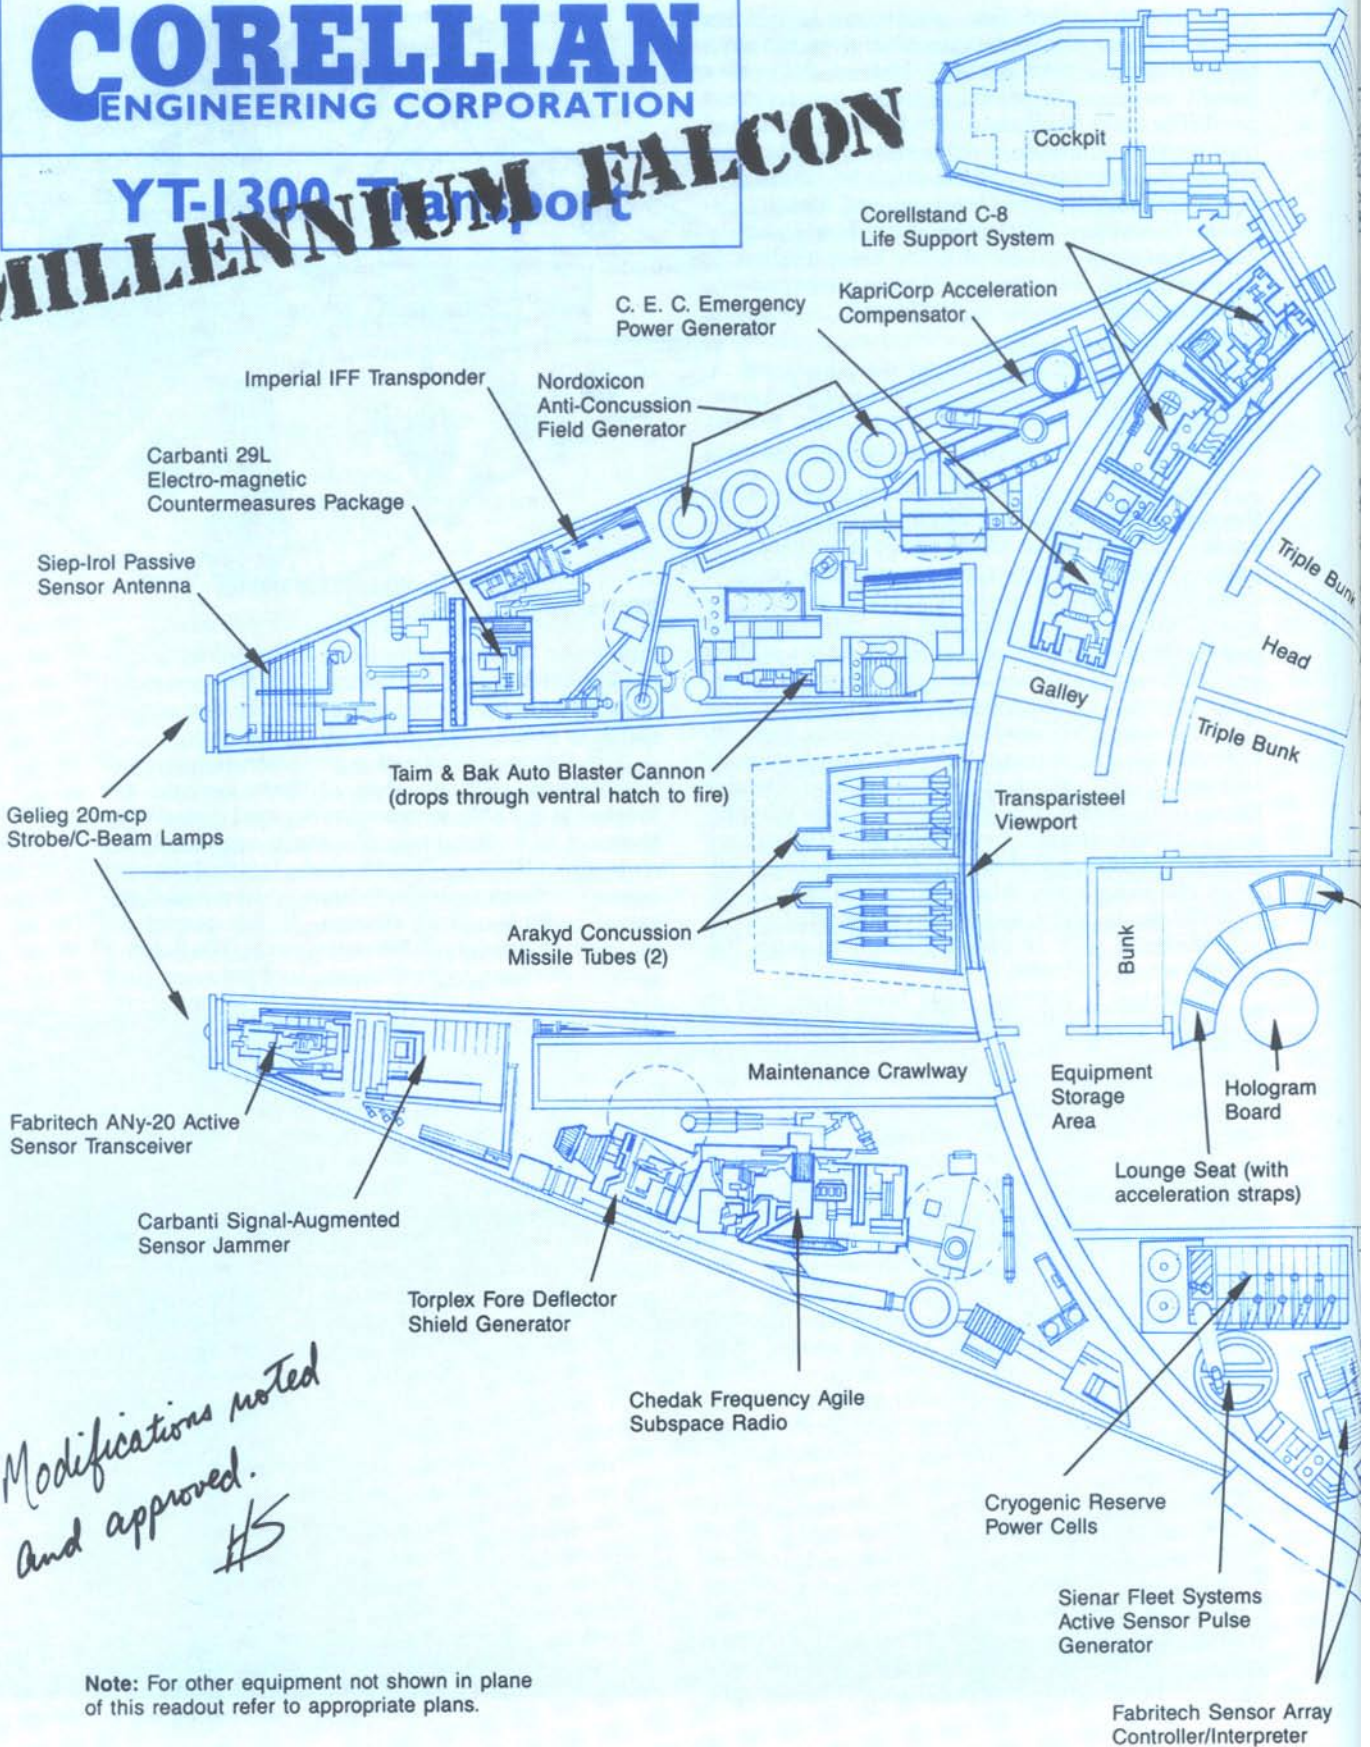 CORELLIAN
ENGINEERING CORPORATION
YT-1300 Transport
MILLENNIUM FALCON
Cockpit
Corellstand C-8
Life Support System
C. E. C. Emergency
Power Generator
KapriCorp Acceleration
Compensator
Imperial IFF Transponder
Nordoxicon
Anti-Concussion
Field Generator
Carbanti 29L
Electro-magnetic
Countermeasures Package
Siep-Irol Passive
Sensor Antenna
Triple Bunk
Head
Galley
Triple Bunk
Taim & Bak Auto Blaster Cannon
(drops through ventral hatch to fire)
Transparisteel
Viewport
Gelieg 20m-cp
Strobe/C-Beam Lamps
Arakyd Concussion
Missile Tubes (2)
Bunk
Maintenance Crawlway
Equipment
Storage
Area
Hologram
Board
Fabritech ANy-20 Active
Sensor Transceiver
Lounge Seat (with
acceleration straps)
Carbanti Signal-Augmented
Sensor Jammer
Torplex Fore Deflector
Shield Generator
Chedak Frequency Agile
Subspace Radio
Modifications noted
and approved.
HS
Cryogenic Reserve
Power Cells
Sienar Fleet Systems
Active Sensor Pulse
Generator
Note: For other equipment not shown in plane
of this readout refer to appropriate plans.
Fabritech Sensor Array
Controller/Interpreter